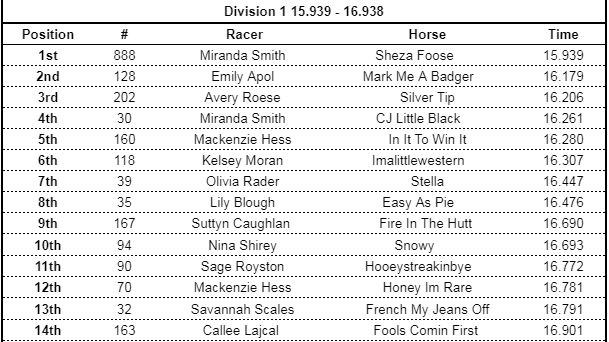 Division 1 15.939 - 16.938
Position # Racer Horse Time
1st 888 Miranda Smith Sheza Foose 15.939
2nd 128 Emily Apol Mark Me A Badger 16.179
3rd 202 Avery Roese Silver Tip 16.206
4th 30 Miranda Smith CJ Little Black 16.261
5th 160 Mackenzie Hess In It To Win It 16.280
6th 118 Kelsey Moran Imalittlewestern 16.307
7th 39 Olivia Rader Stella 16.447
8th 35 Lily Blough Easy As Pie 16.476
9th 167 Suttyn Caughlan Fire In The Hutt 16.690
10th 94 Nina Shirey Snowy 16.693
11th 90 Sage Royston Hooeystreakinbye 16.772
12th 70 Mackenzie Hess Honey Im Rare 16.781
13th 32 Savannah Scales French My Jeans Off 16.791
14th 163 Callee Lajcal Fools Comin First 16.901